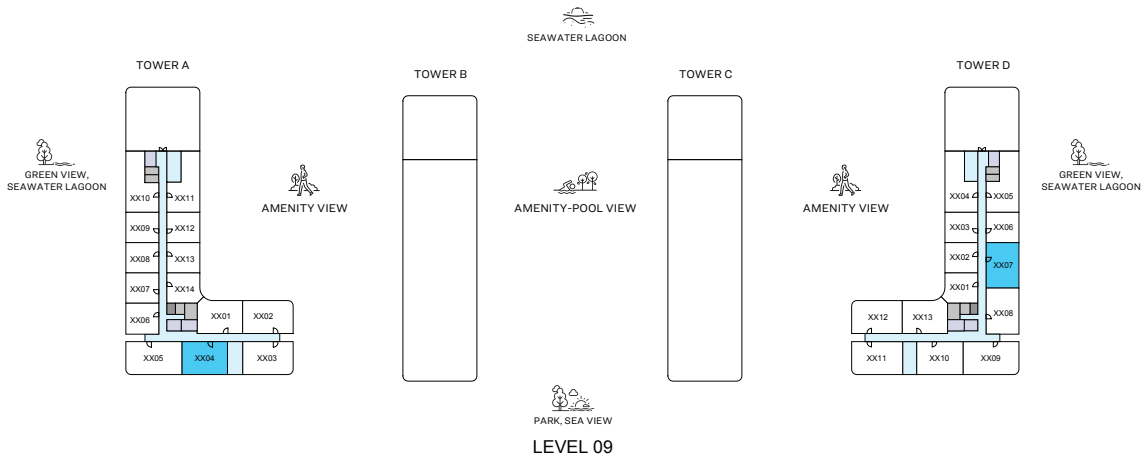 SEAWATER LAGOON
TOWER A
TOWER B
TOWER C
TOWER D
GREEN VIEW,
SEAWATER LAGOON
AMENITY VIEW
AMENITY-POOL VIEW
AMENITY VIEW
GREEN VIEW,
SEAWATER LAGOON
XX10 XX11
XX09 XX12
XX08 XX13
XX07 XX14
XX06 XX01 XX02
XX05 XX04 XX03
XX04 XX05
XX03 XX06
XX02 XX07
XX01
XX12 XX13 XX08
XX11 XX10 XX09
PARK, SEA VIEW
LEVEL 09